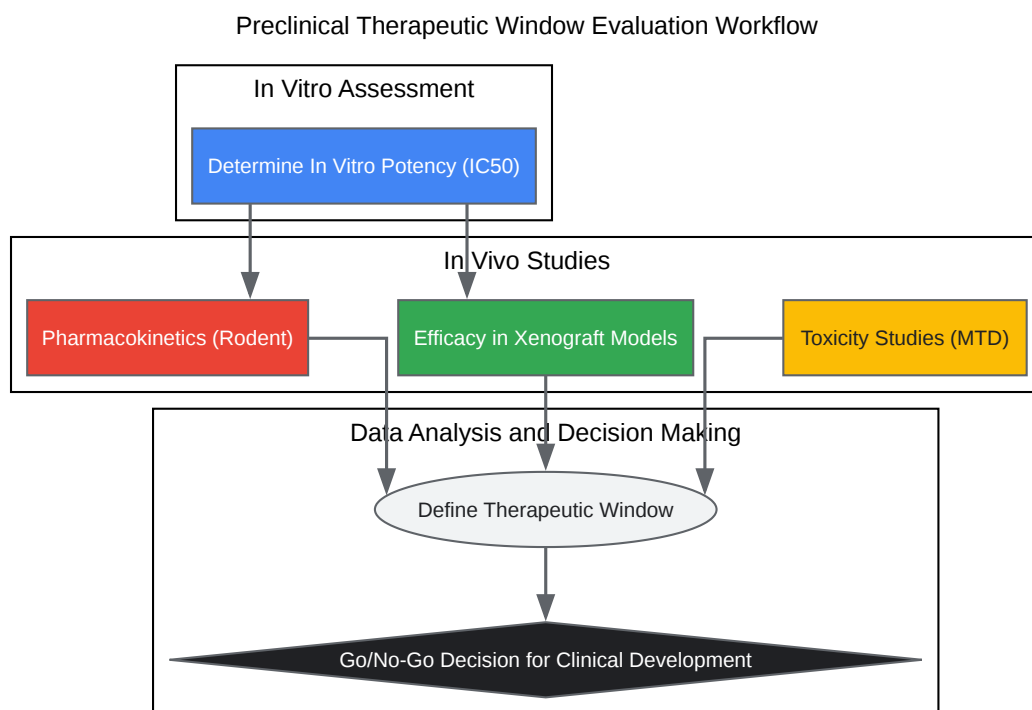 Preclinical Therapeutic Window Evaluation Workflow
In Vitro Assessment
Determine In Vitro Potency (IC50)
In Vivo Studies
Pharmacokinetics (Rodent)
Efficacy in Xenograft Models
Toxicity Studies (MTD)
Data Analysis and Decision Making
Define Therapeutic Window
Go/No-Go Decision for Clinical Development